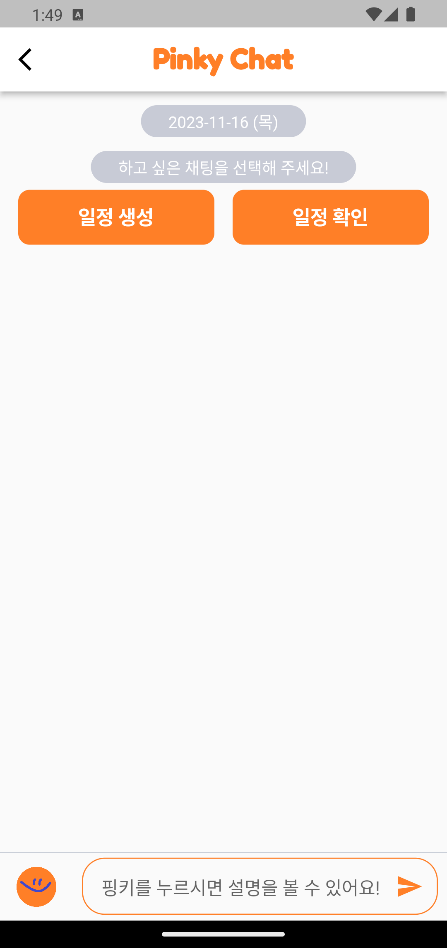 1:49
Pinky Chat
2023-11-16 (목)
하고 싶은 채팅을 선택해 주세요!
일정 생성
일정 확인
핑키를 누르시면 설명을 볼 수 있어요!